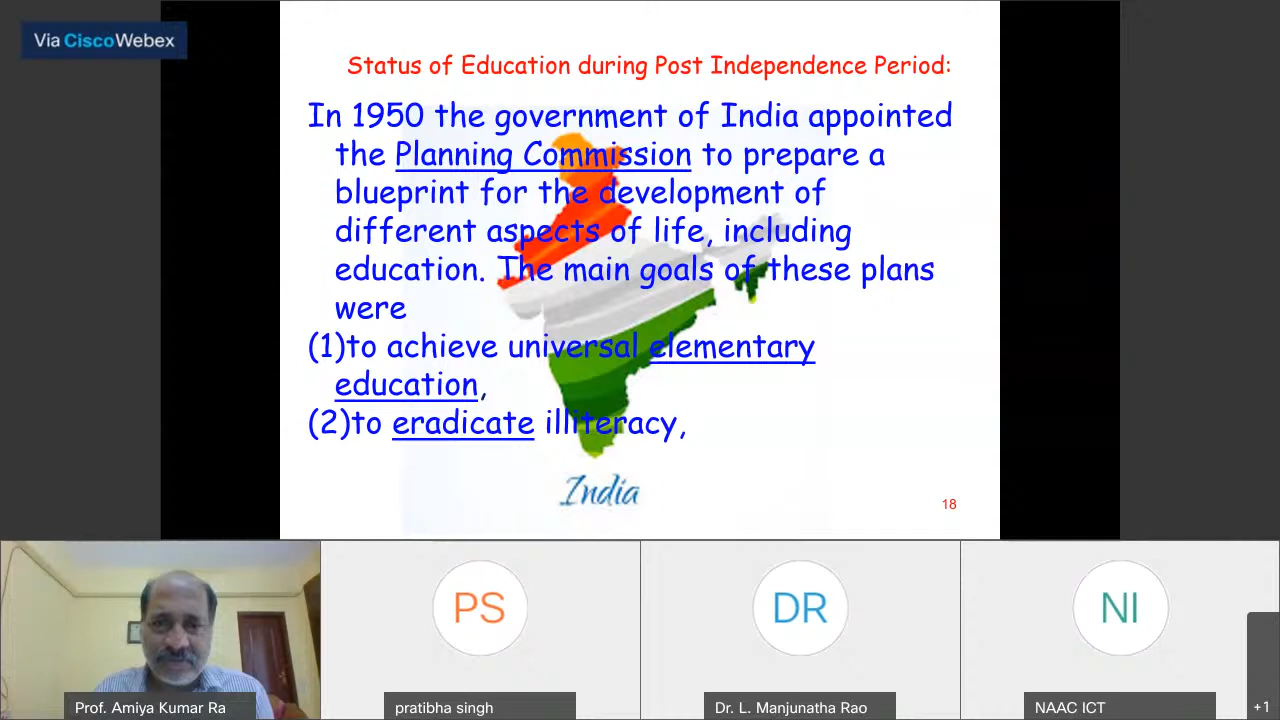 Via Cisco Webex
Status of Education during Post Independence Period:
In 1950 the government of India appointed
the Planning Commission to prepare a
blueprint for the development of
different aspects of life, including
education. The main goals of these plans
were
(1)to achieve universal elementary
education,
(2)to eradicate illiteracy,
India
18
PS
DR
NI
Prof. Amiya Kumar Ra
pratibha singh
Dr. L. Manjunatha Rao
NAAC ICT
+1